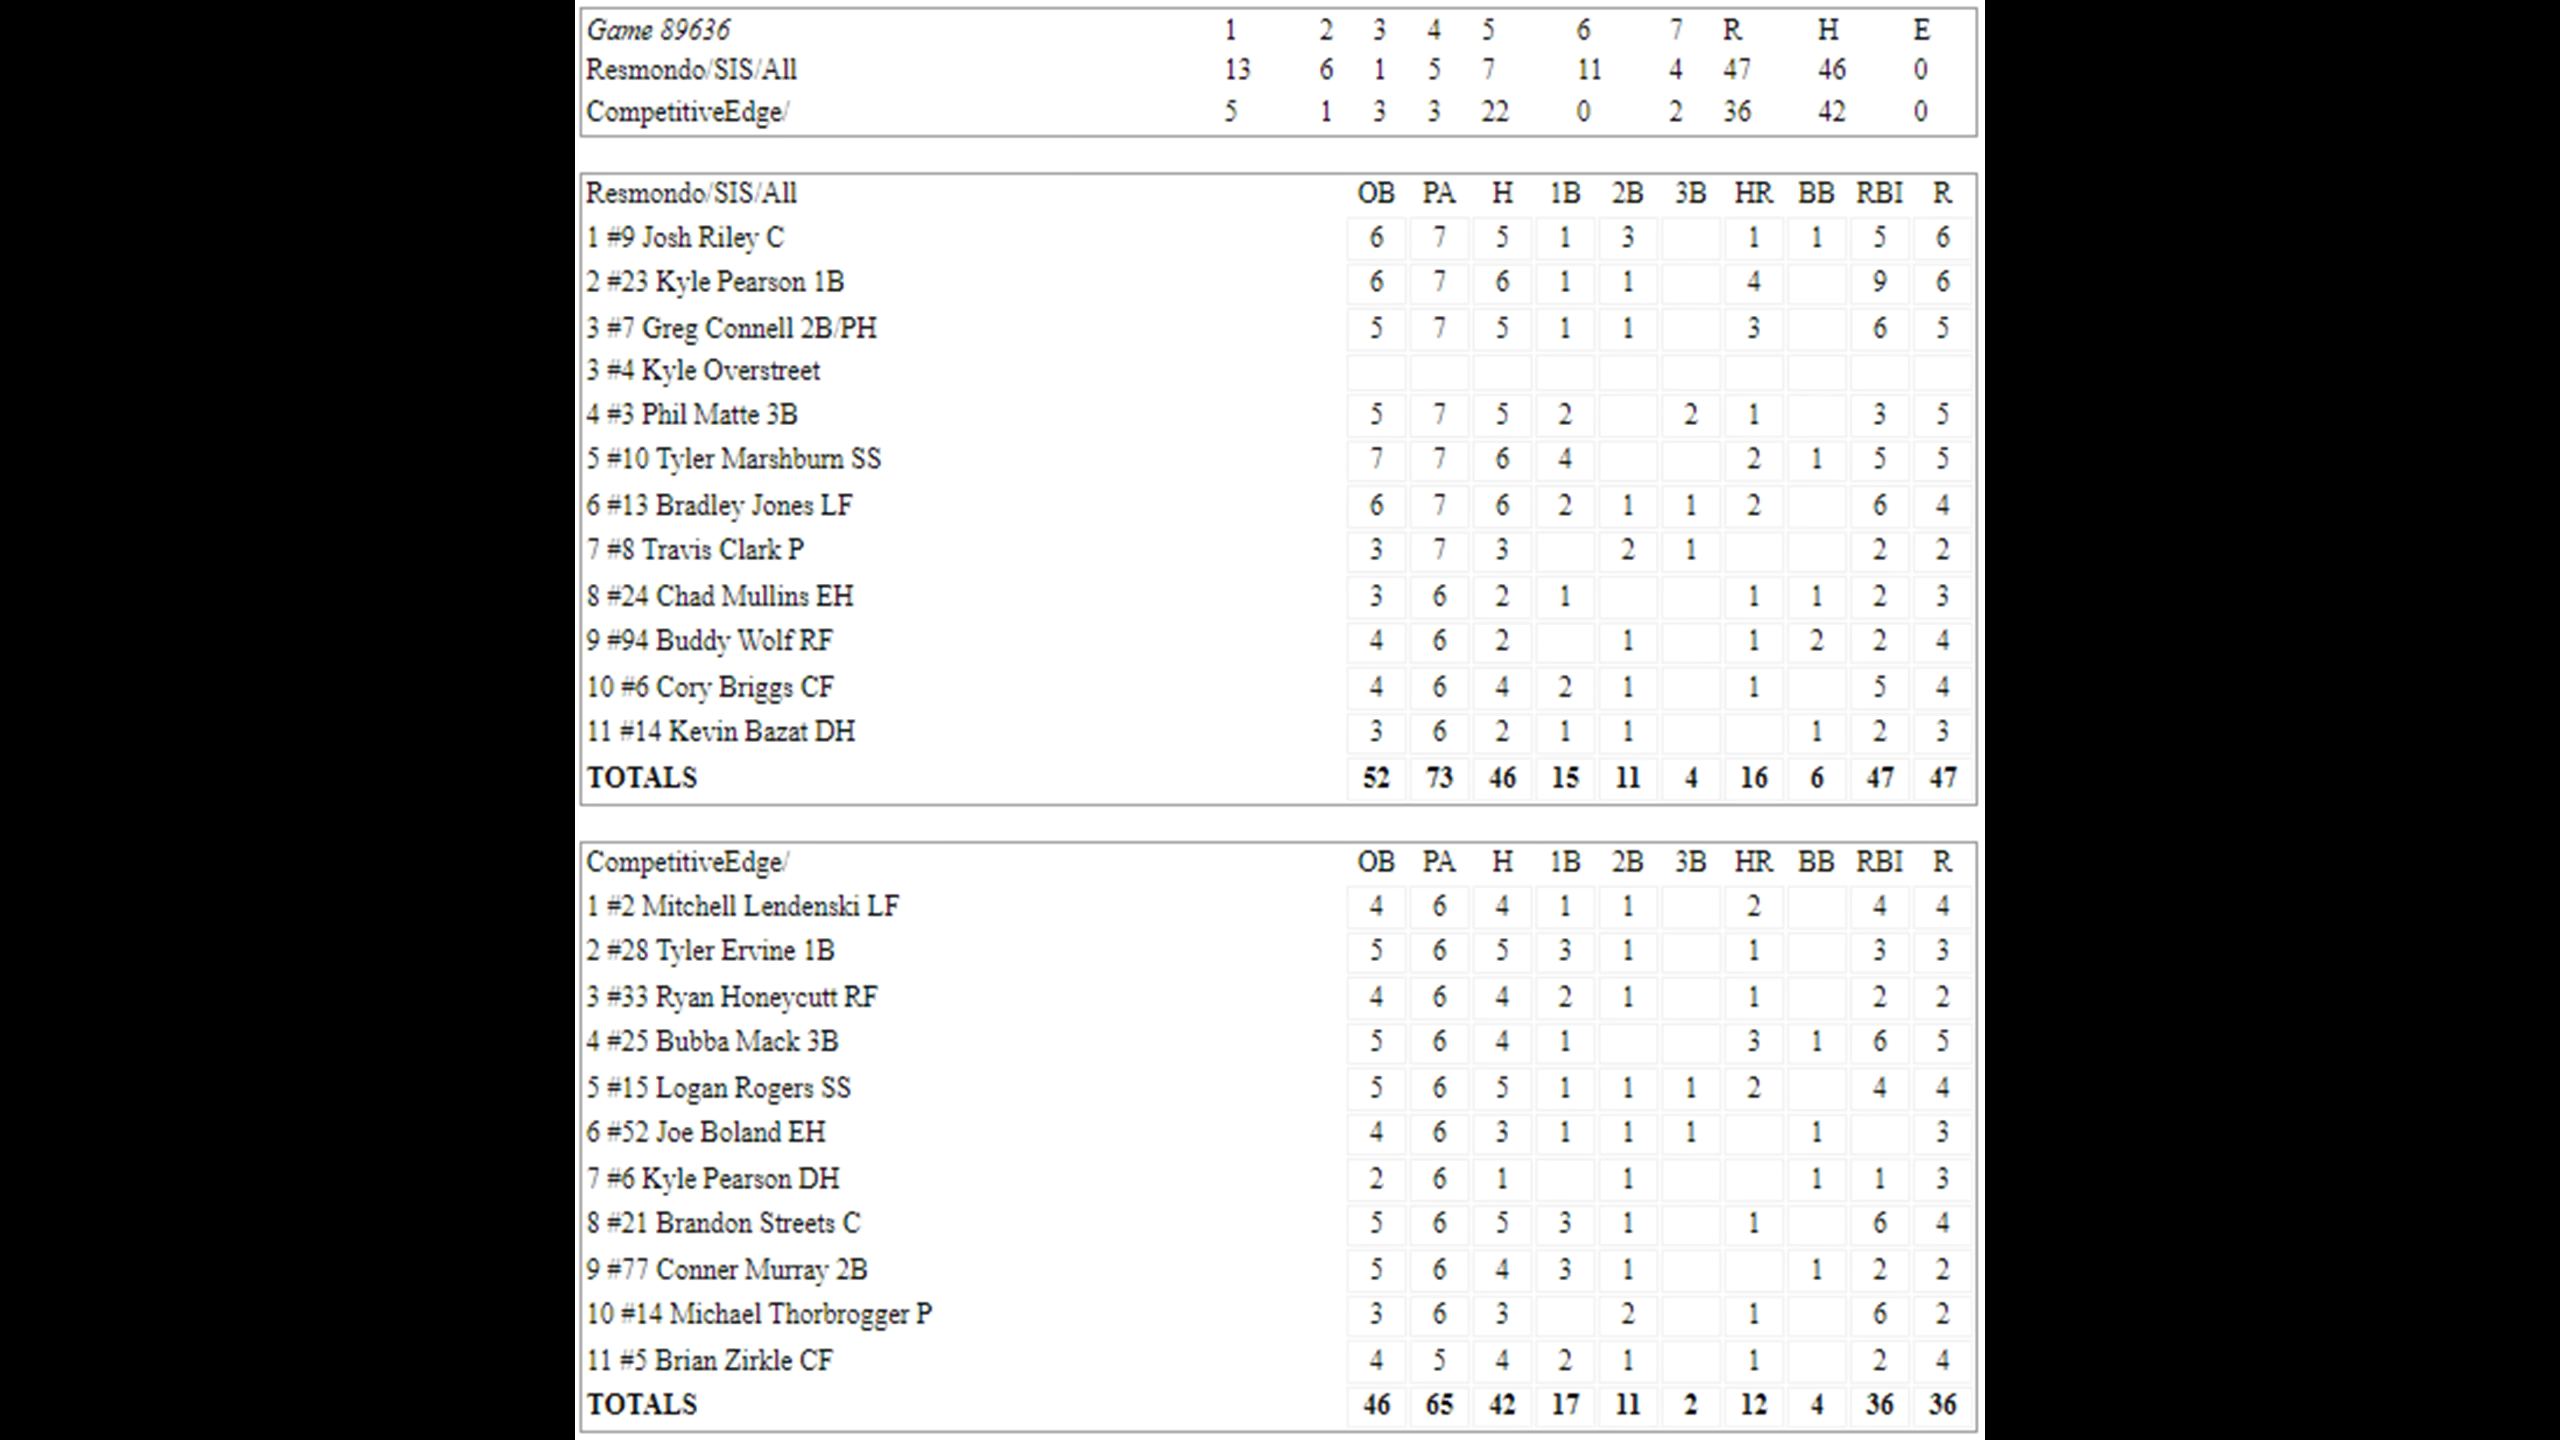 Game 89636 1 2 3 4 5 6 7 R H E
Resmondo/SIS/All 13 6 1 5 7 11 4 47 46 0
CompetitiveEdge/ 5 1 3 3 22 0 2 36 42 0
Resmondo/SIS/All OB PA H 1B 2B 3B HR BB RBI R
1 #9 Josh Riley C 6 7 5 1 3 1 1 5 6
2 #23 Kyle Pearson 1B 6 7 6 1 1 4 9 6
3 #7 Greg Connell 2B/PH 5 7 5 1 1 3 6 5
3 #4 Kyle Overstreet
4 #3 Phil Matte 3B 5 7 5 2 2 1 3 5
5 #10 Tyler Marshburn SS 7 7 6 4 2 1 5 5
6 #13 Bradley Jones LF 6 7 6 2 1 1 2 6 4
7 #8 Travis Clark P 3 7 3 2 1 2 2
8 #24 Chad Mullins EH 3 6 2 1 1 1 2 3
9 #94 Buddy Wolf RF 4 6 2 1 1 2 2 4
10 #6 Cory Briggs CF 4 6 4 2 1 1 5 4
11 #14 Kevin Bazat DH 3 6 2 1 1 1 2 3
TOTALS 52 73 46 15 11 4 16 6 47 47
CompetitiveEdge/ OB PA H 1B 2B 3B HR BB RBI R
1 #2 Mitchell Lendenski LF 4 6 4 1 1 2 4 4
2 #28 Tyler Ervine 1B 5 6 5 3 1 1 3 3
3 #33 Ryan Honeycutt RF 4 6 4 2 1 1 2 2
4 #25 Bubba Mack 3B 5 6 4 1 3 1 6 5
5 #15 Logan Rogers SS 5 6 5 1 1 1 2 4 4
6 #52 Joe Boland EH 4 6 3 1 1 1 1 3
7 #6 Kyle Pearson DH 2 6 1 1 1 1 3
8 #21 Brandon Streets C 5 6 5 3 1 1 6 4
9 #77 Conner Murray 2B 5 6 4 3 1 1 2 2
10 #14 Michael Thorbrogger P 3 6 3 2 1 6 2
11 #5 Brian Zirkle CF 4 5 4 2 1 1 2 4
TOTALS 46 65 42 17 11 2 12 4 36 36